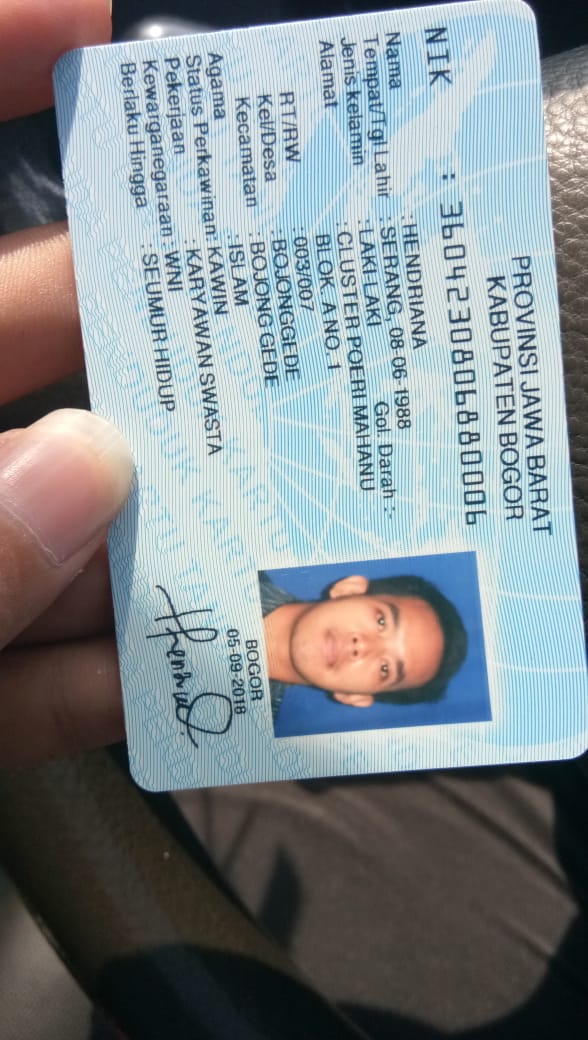 PROVINSI JAWA BARAT
KABUPATEN BOGOR
NIK : 3604230806880006
Nama : HENDRIANA
Tempat/Tgl Lahir : SERANG, 08-06-1988
Jenis kelamin : LAKI LAKI Gol. Darah :-
Alamat : CLUSTER POERI MAHANU
BLOK. A NO. 1
RT/RW : 003/007
Kel/Desa : BOJONGGEDE
Kecamatan : BOJONG GEDE
Agama : ISLAM
Status Perkawinan : KAWIN
Pekerjaan : KARYAWAN SWASTA
Kewarganegaraan : WNI
Berlaku Hingga : SEUMUR HIDUP
BOGOR
05-09-2018